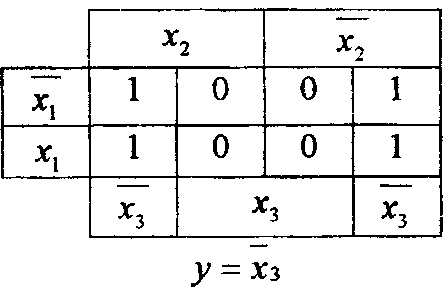 x₂ x̅₂
x̅₁ 1 0 0 1
x₁ 1 0 0 1
x̅₃ x₃ x̅₃
y = x̅₃